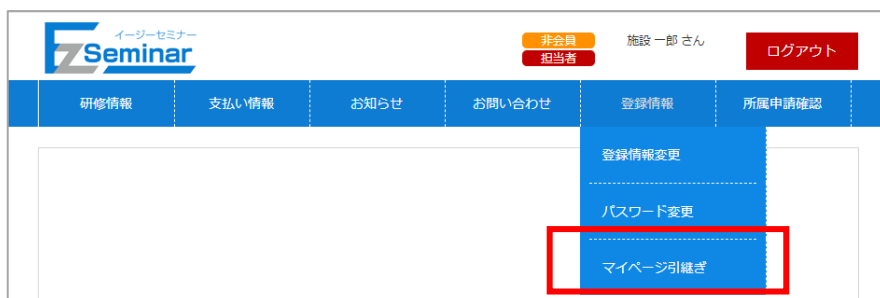 イージーセミナー
EZ Seminar
非会員
担当者
施設 一郎 さん
ログアウト
研修情報
支払い情報
お知らせ
お問い合わせ
登録情報
所属申請確認
登録情報変更
パスワード変更
マイページ引継ぎ